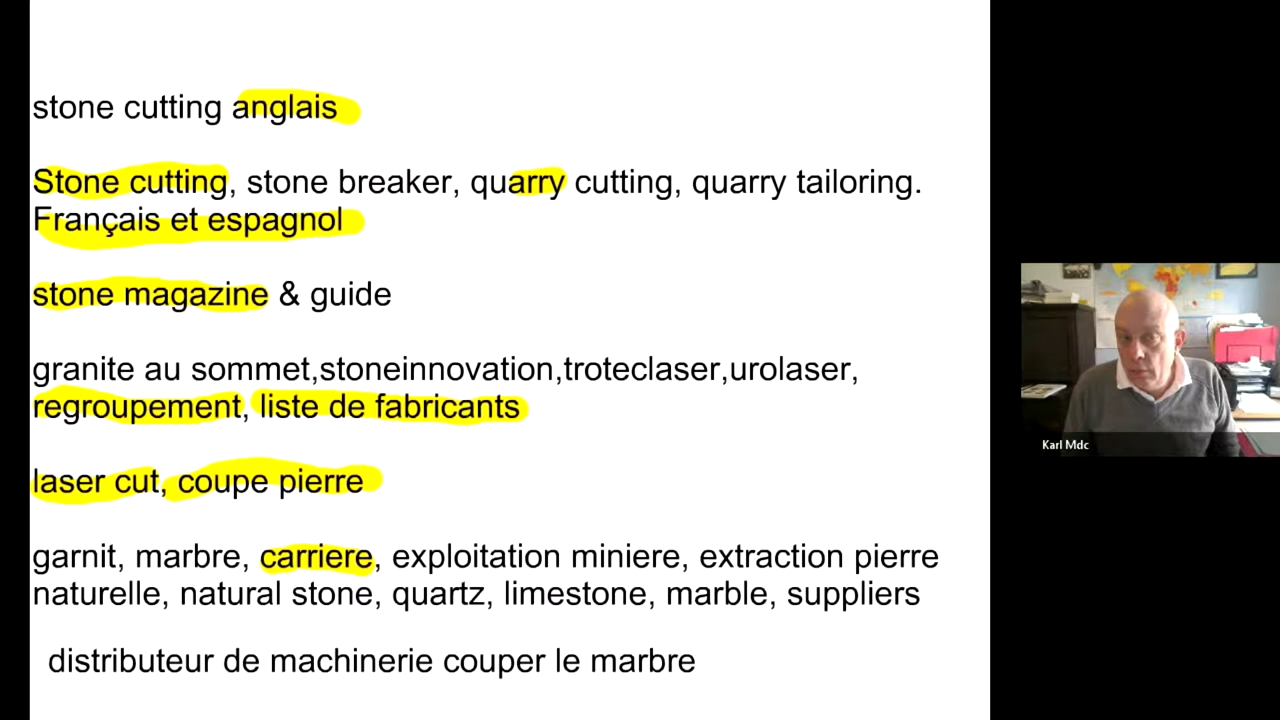 stone cutting anglais
Stone cutting, stone breaker, quarry cutting, quarry tailoring.
Français et espagnol
stone magazine & guide
granite au sommet,stoneinnovation,troteclaser,urolaser,
regroupement, liste de fabricants
laser cut, coupe pierre
garnit, marbre, carriere, exploitation miniere, extraction pierre
naturelle, natural stone, quartz, limestone, marble, suppliers
distributeur de machinerie couper le marbre
Karl Mdc